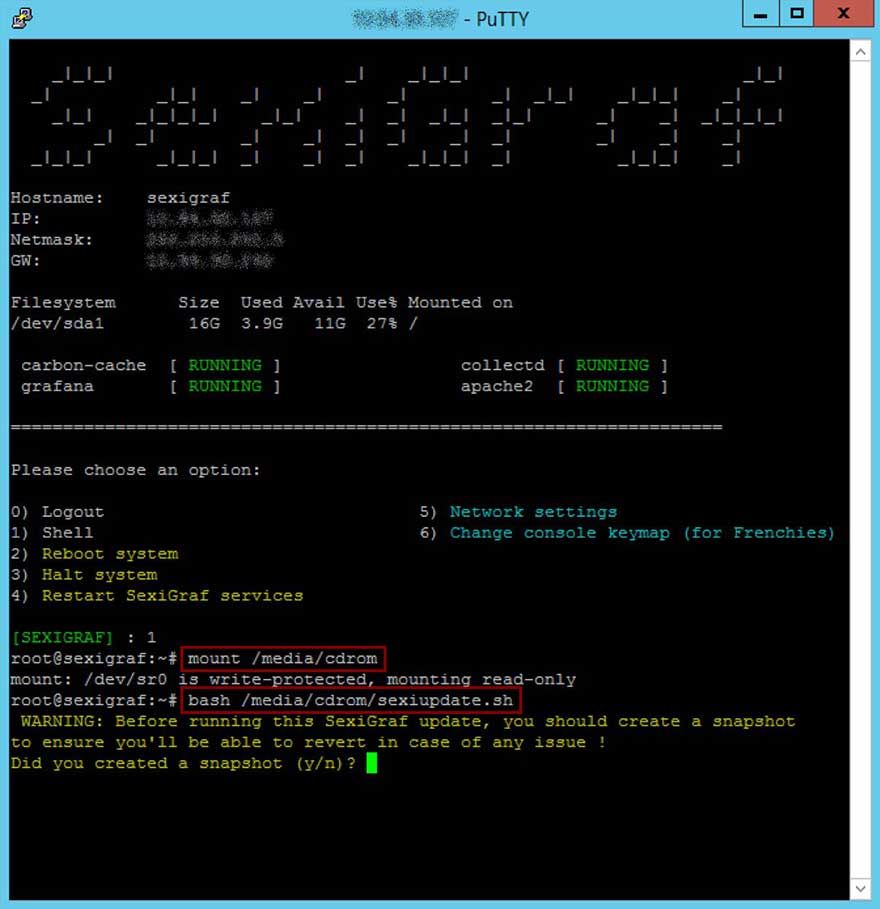 - PuTTY
SexiGraf
Hostname: sexigraf
IP:
Netmask:
GW:
Filesystem Size Used Avail Use% Mounted on
/dev/sda1 16G 3.9G 11G 27% /
carbon-cache [ RUNNING ] collectd [ RUNNING ]
grafana [ RUNNING ] apache2 [ RUNNING ]
=====================================================================
Please choose an option:
0) Logout 5) Network settings
1) Shell 6) Change console keymap (for Frenchies)
2) Reboot system
3) Halt system
4) Restart SexiGraf services
[SEXIGRAF] : 1
root@sexigraf:~# mount /media/cdrom
mount: /dev/sr0 is write-protected, mounting read-only
root@sexigraf:~# bash /media/cdrom/sexiupdate.sh
WARNING: Before running this SexiGraf update, you should create a snapshot
to ensure you'll be able to revert in case of any issue !
Did you created a snapshot (y/n)?